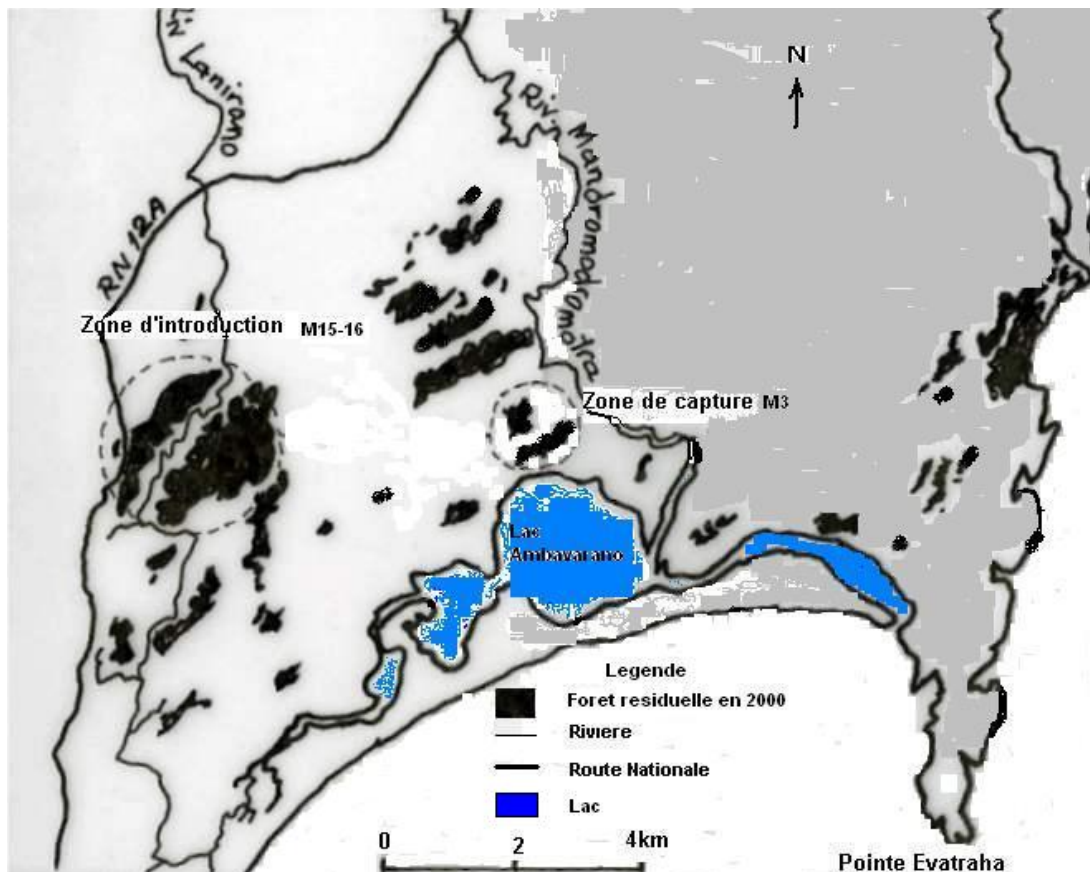 Riv Lanirano
N
Riv. Mandromodromotra
RN 12A
Zone d'introduction M15-16
Zone de capture M3
Lac
Ambavarano
Legende
Foret residuelle en 2000
Riviere
Route Nationale
Lac
0 2 4km
Pointe Evatraha